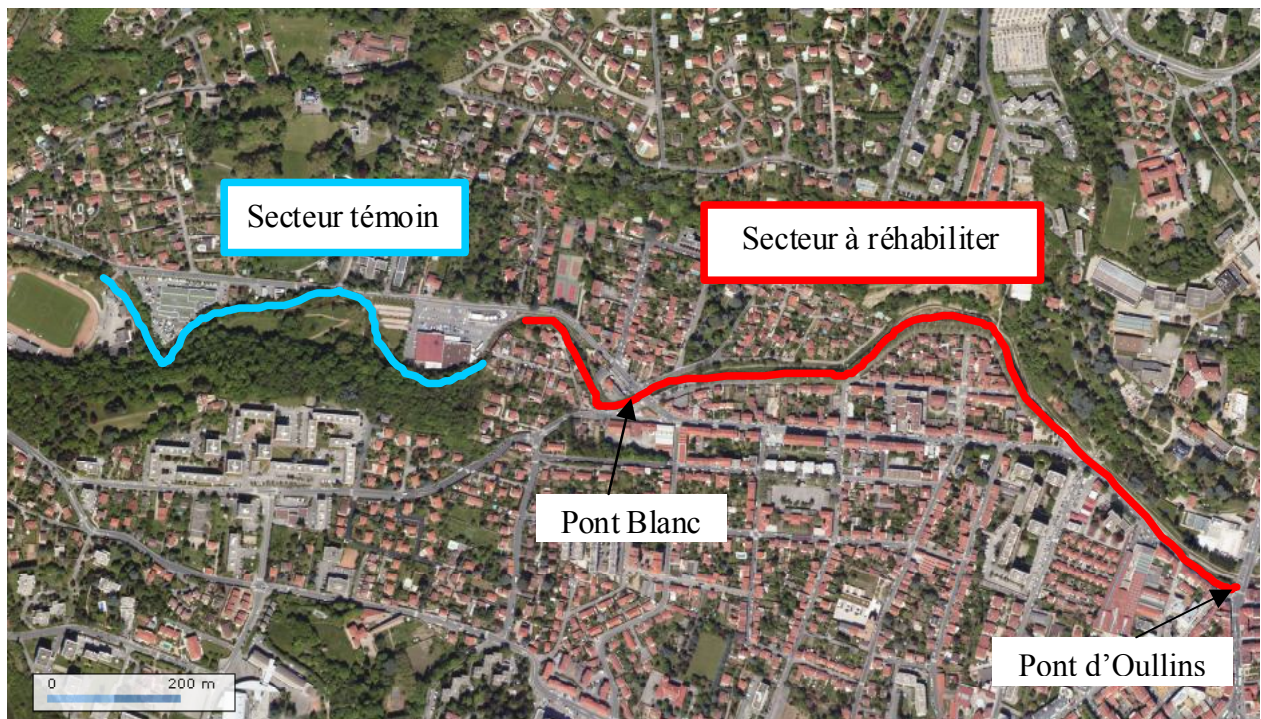 Secteur témoin
Secteur à réhabiliter
Pont Blanc
Pont d'Oullins
0 200 m